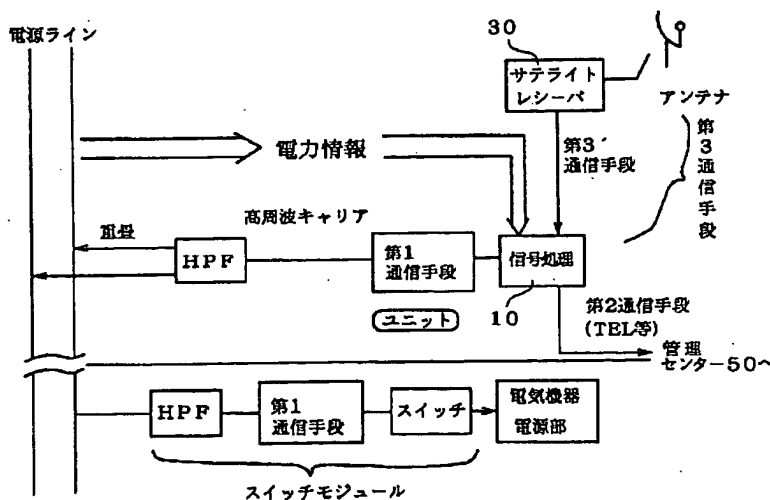 電源ライン
30
サテライト
レシーバ
アンテナ
第3通信手段
第3'
通信手段
電力情報
高周波キャリア
重畳
HPF
第1
通信手段
信号処理
ユニット
10
第2通信手段
(TEL等)
管理
センター50へ
HPF
第1
通信手段
スイッチ
電気機器
電源部
スイッチモジュール